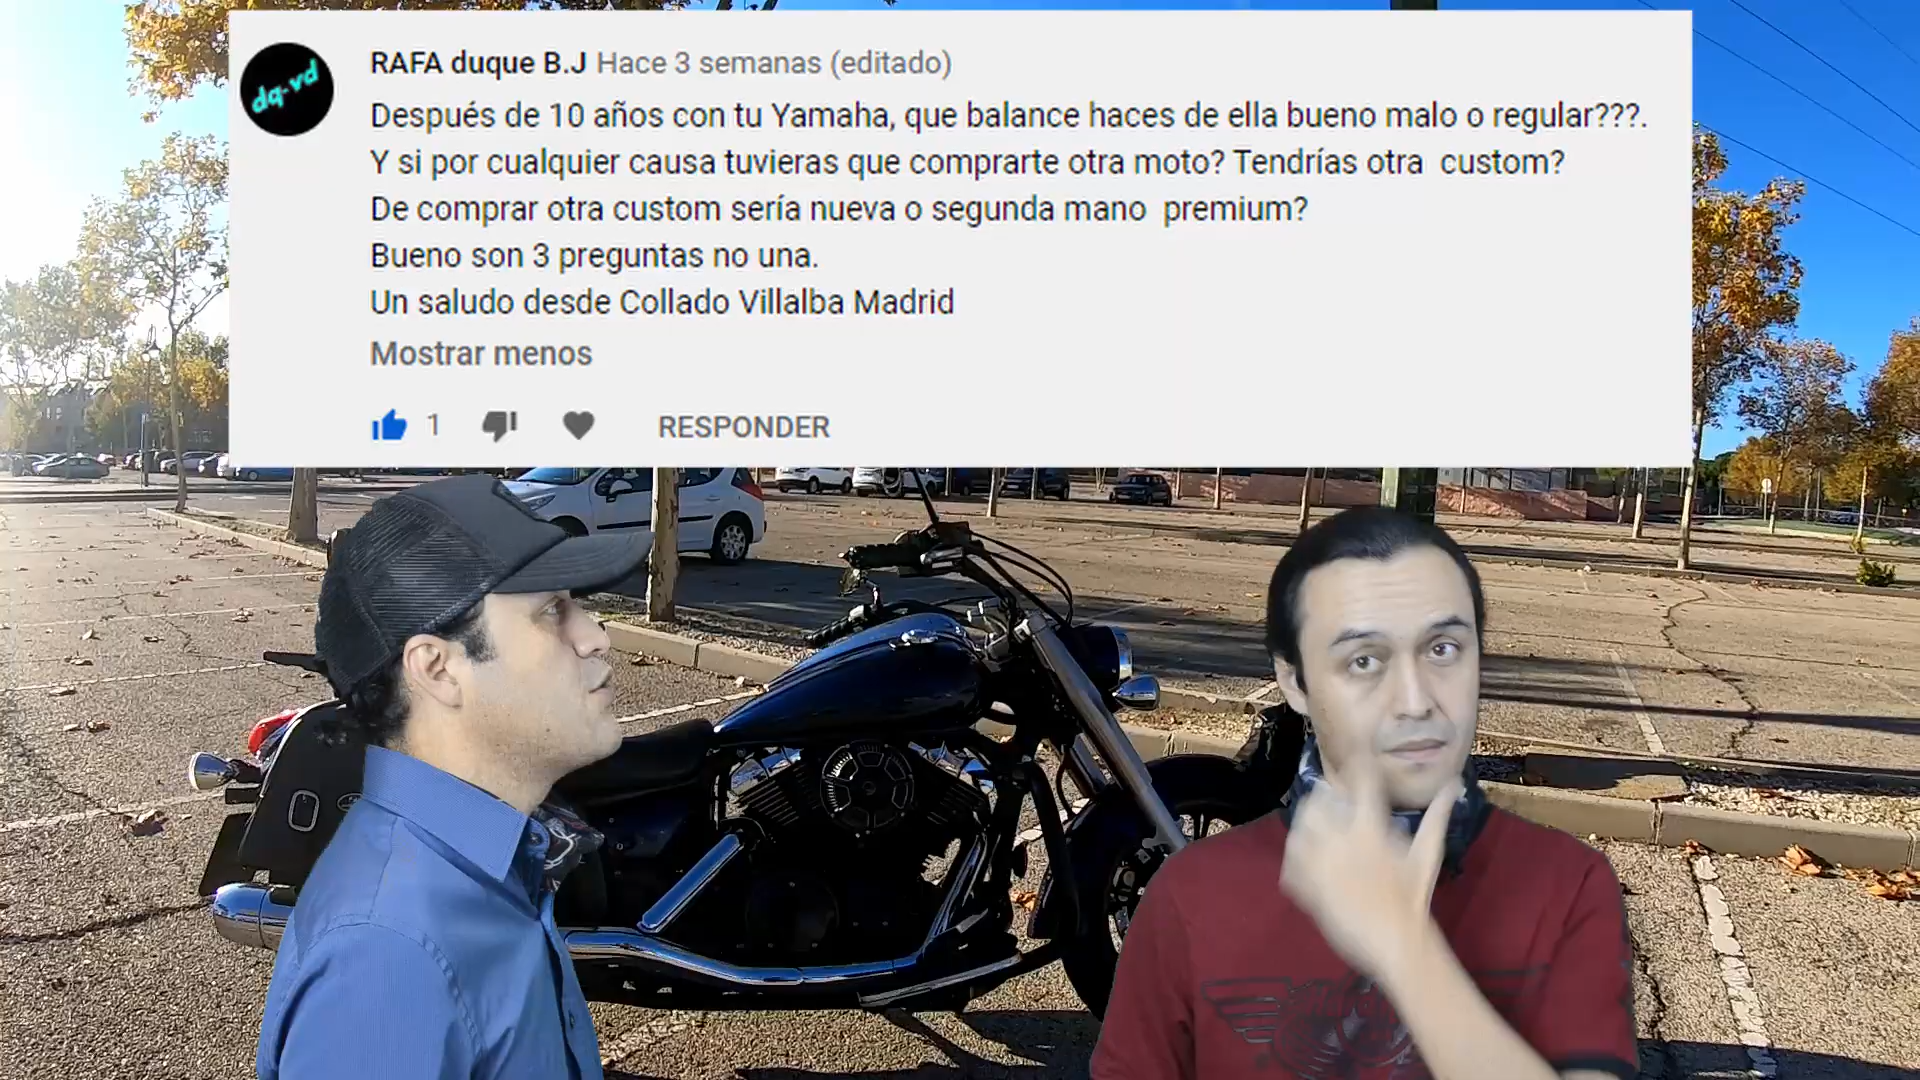 dq-vd
RAFA duque B.J Hace 3 semanas (editado)
Después de 10 años con tu Yamaha, que balance haces de ella bueno malo o regular???.
Y si por cualquier causa tuvieras que comprarte otra moto? Tendrías otra custom?
De comprar otra custom sería nueva o segunda mano premium?
Bueno son 3 preguntas no una.
Un saludo desde Collado Villalba Madrid
Mostrar menos
1
RESPONDER